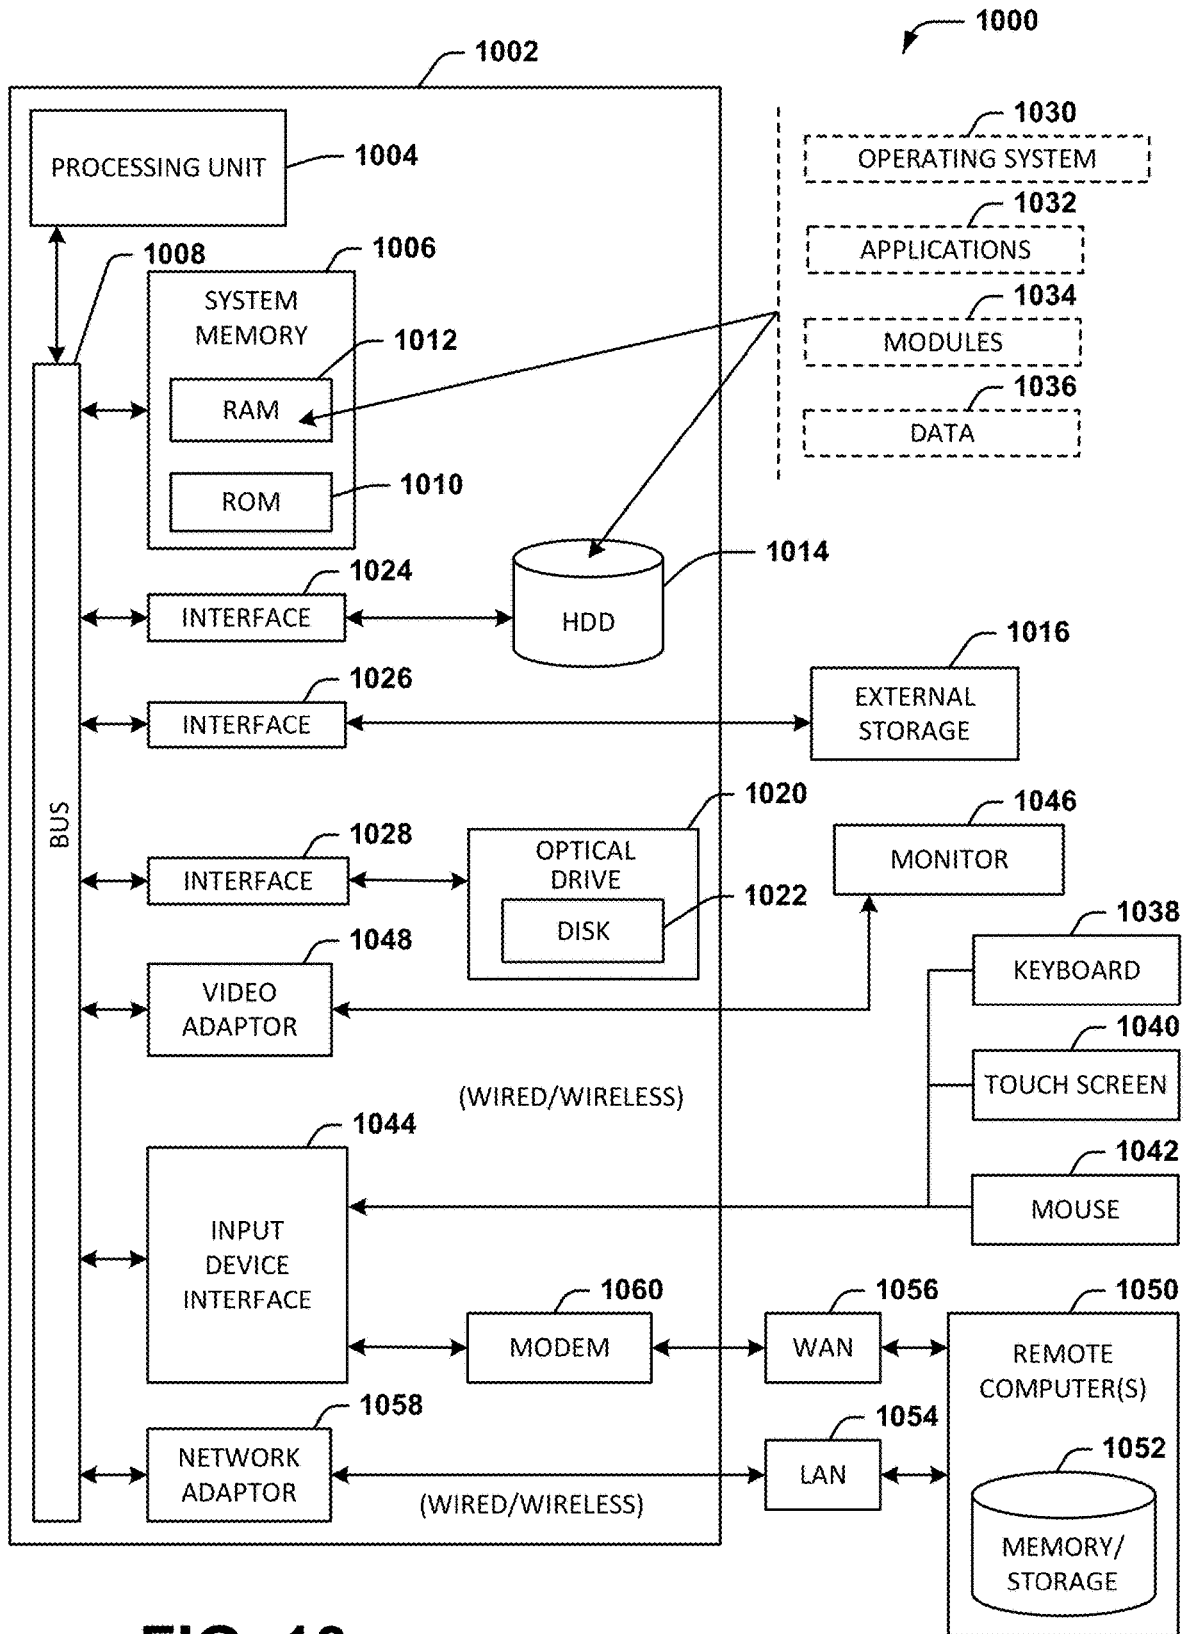 1000
1002
1030
OPERATING SYSTEM
PROCESSING UNIT
1004
1032
APPLICATIONS
1008
1006
SYSTEM
MEMORY
1034
MODULES
1012
RAM
1036
DATA
ROM
1010
1014
HDD
1024
INTERFACE
1016
EXTERNAL
STORAGE
1026
INTERFACE
BUS
1020
OPTICAL
DRIVE
1046
MONITOR
1028
INTERFACE
1022
DISK
1038
KEYBOARD
1048
VIDEO
ADAPTOR
1040
TOUCH SCREEN
(WIRED/WIRELESS)
1044
INPUT
DEVICE
INTERFACE
1042
MOUSE
1060
MODEM
1056
WAN
1050
REMOTE
COMPUTER(S)
1058
NETWORK
ADAPTOR
(WIRED/WIRELESS)
1054
LAN
1052
MEMORY/
STORAGE